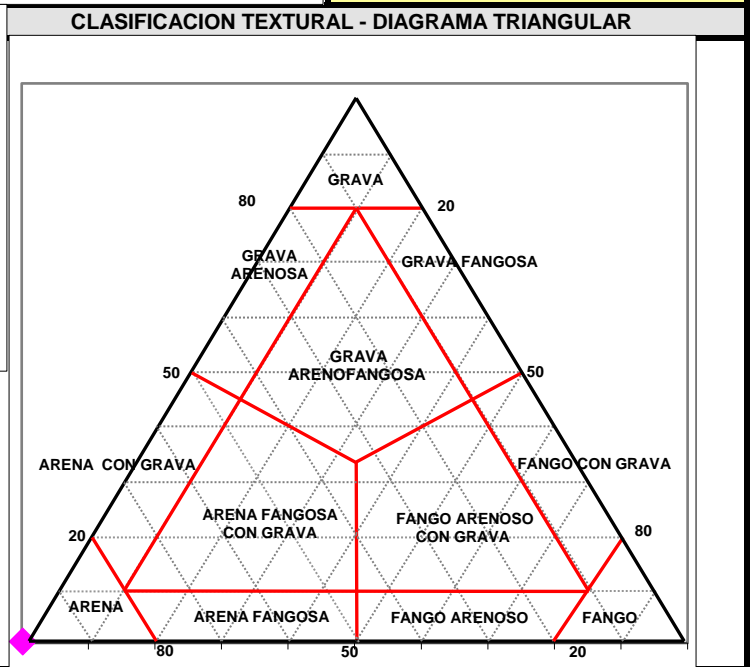 CLASIFICACION TEXTURAL - DIAGRAMA TRIANGULAR
GRAVA
80
20
GRAVA
ARENOSA
GRAVA FANGOSA
GRAVA
ARENOFANGOSA
50
50
ARENA CON GRAVA
FANGO CON GRAVA
ARENA FANGOSA
CON GRAVA
FANGO ARENOSO
CON GRAVA
20
80
ARENA
ARENA FANGOSA
FANGO ARENOSO
FANGO
80
50
20